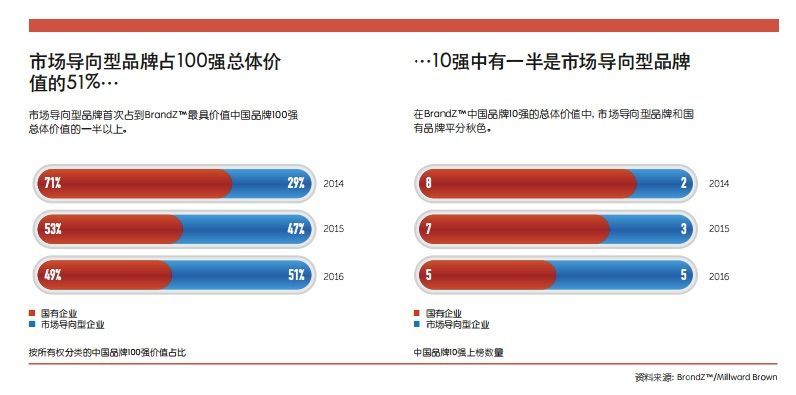 市场导向型品牌占100强总体价
值的51%…
市场导向型品牌首次占到BrandZ™最具价值中国品牌100强
总体价值的一半以上。
71% 29% 2014
53% 47% 2015
49% 51% 2016
国有企业
市场导向型企业
按所有权分类的中国品牌100强价值占比
…10强中有一半是市场导向型品牌
在BrandZ™中国品牌10强的总体价值中, 市场导向型品牌和国
有品牌平分秋色。
8 2 2014
7 3 2015
5 5 2016
国有企业
市场导向型企业
中国品牌10强上榜数量
资料来源: BrandZ™/Millward Brown